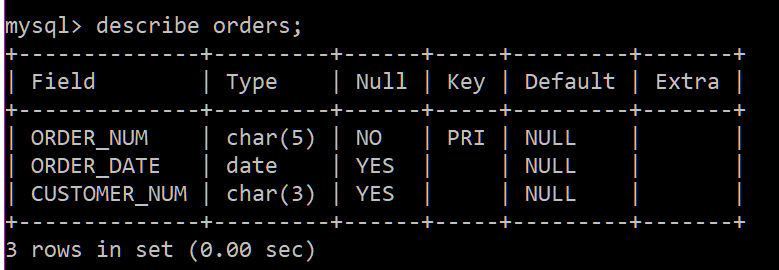 mysql> describe orders;
+--------------+---------+------+-----+---------+-------+
| Field        | Type    | Null | Key | Default | Extra |
+--------------+---------+------+-----+---------+-------+
| ORDER_NUM    | char(5) | NO   | PRI | NULL    |       |
| ORDER_DATE   | date    | YES  |     | NULL    |       |
| CUSTOMER_NUM | char(3) | YES  |     | NULL    |       |
+--------------+---------+------+-----+---------+-------+
3 rows in set (0.00 sec)